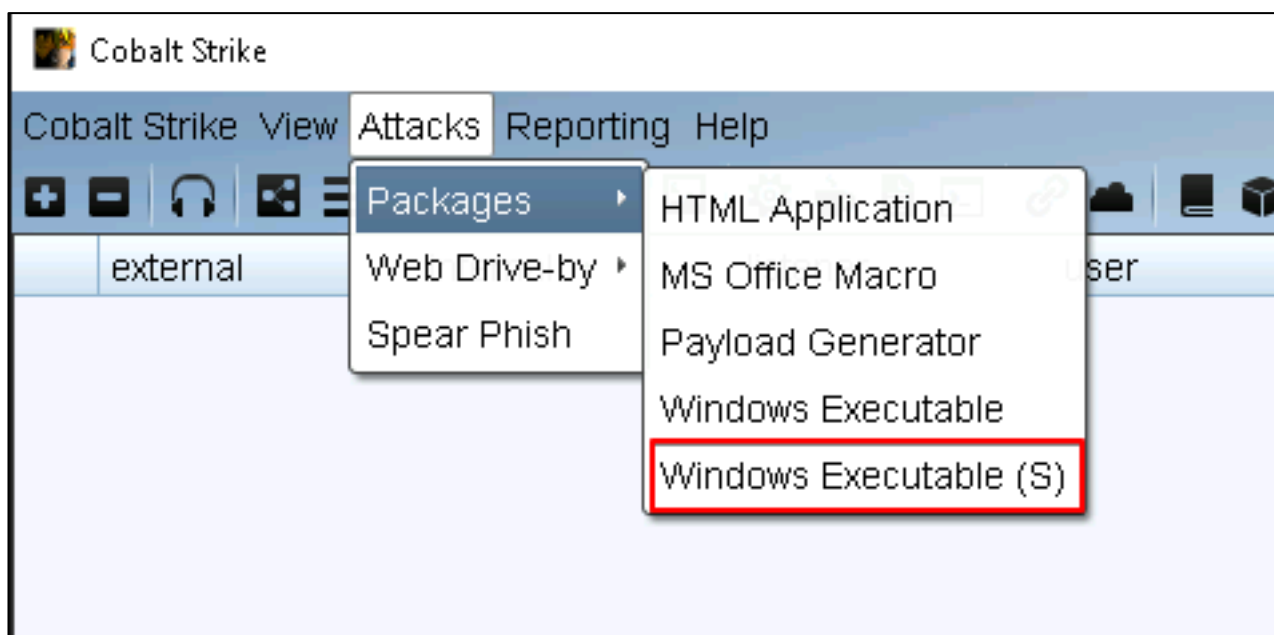 Cobalt Strike
Cobalt Strike View Attacks Reporting Help
Packages
Web Drive-by
Spear Phish
HTML Application
MS Office Macro
Payload Generator
Windows Executable
Windows Executable (S)
external
user